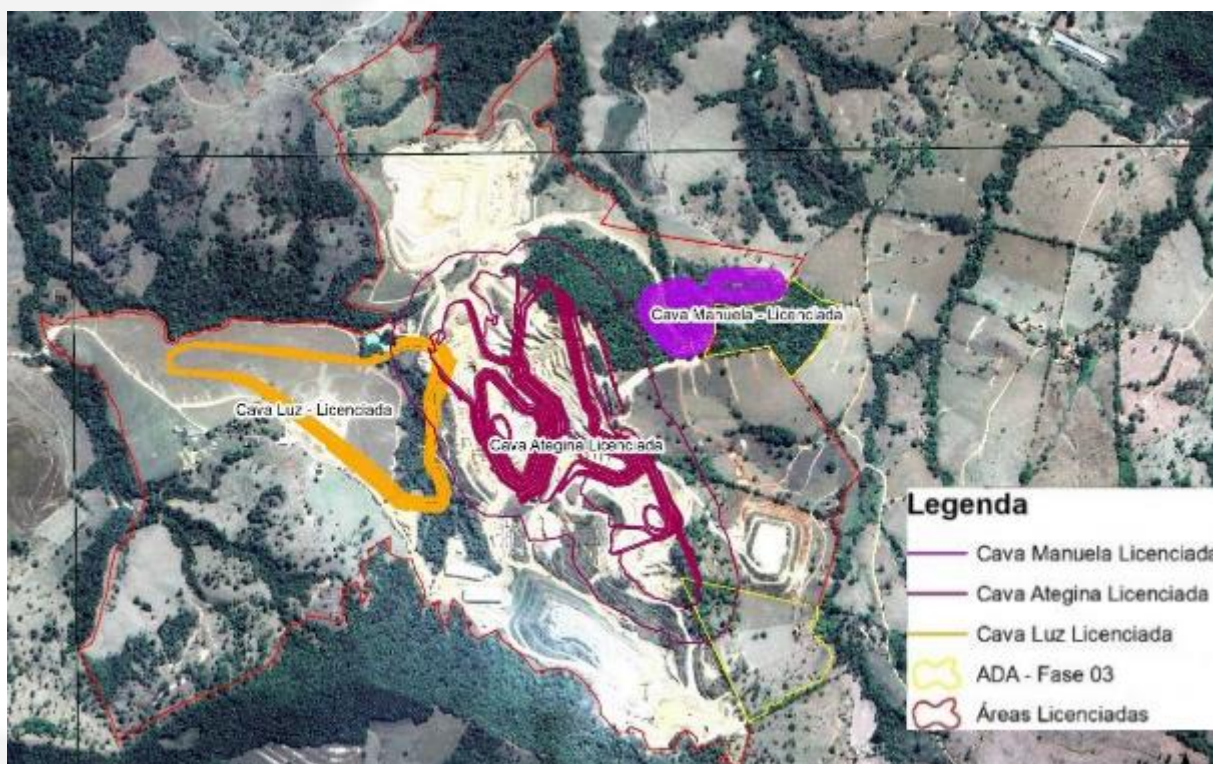 Cava Manuela - Licenciada
Cava Luz - Licenciada
Cava Ategina Licenciada
Legenda
Cava Manuela Licenciada
Cava Ategina Licenciada
Cava Luz Licenciada
ADA - Fase 03
Áreas Licenciadas